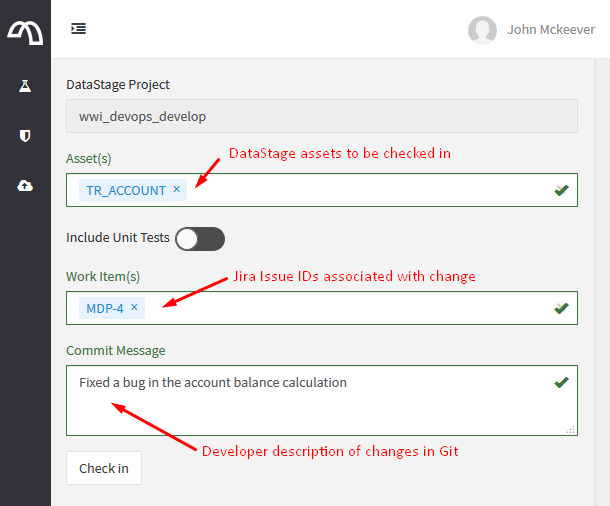 John Mckeever
DataStage Project
wwi_devops_develop
DataStage assets to be checked in
Asset(s)
TR_ACCOUNT ×
Include Unit Tests
Work Item(s)
Jira Issue IDs associated with change
MDP-4 ×
Commit Message
Fixed a bug in the account balance calculation
Developer description of changes in Git
Check in